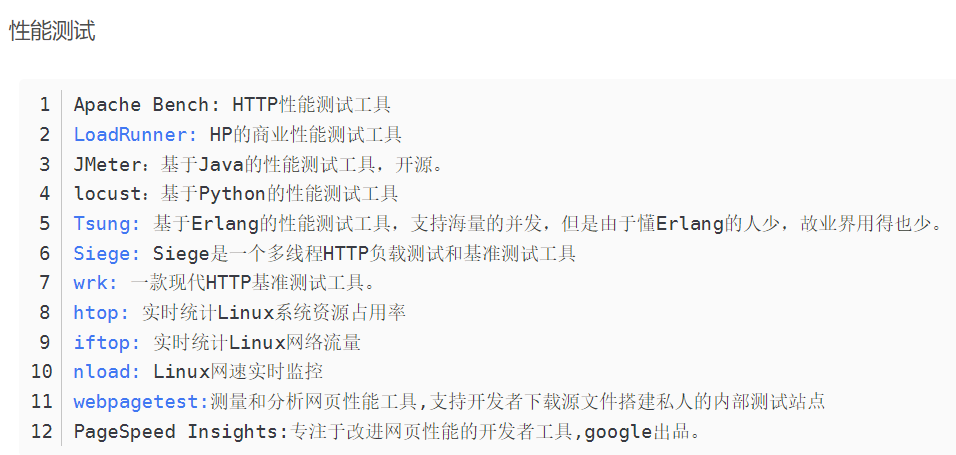 性能测试
1 Apache Bench: HTTP性能测试工具
2 LoadRunner: HP的商业性能测试工具
3 JMeter：基于Java的性能测试工具，开源。
4 locust：基于Python的性能测试工具
5 Tsung: 基于Erlang的性能测试工具，支持海量的并发，但是由于懂Erlang的人少，故业界用得也少。
6 Siege: Siege是一个多线程HTTP负载测试和基准测试工具
7 wrk: 一款现代HTTP基准测试工具。
8 htop: 实时统计Linux系统资源占用率
9 iftop: 实时统计Linux网络流量
10 nload: Linux网速实时监控
11 webpagetest:测量和分析网页性能工具,支持开发者下载源文件搭建私人的内部测试站点
12 PageSpeed Insights:专注于改进网页性能的开发者工具,google出品。